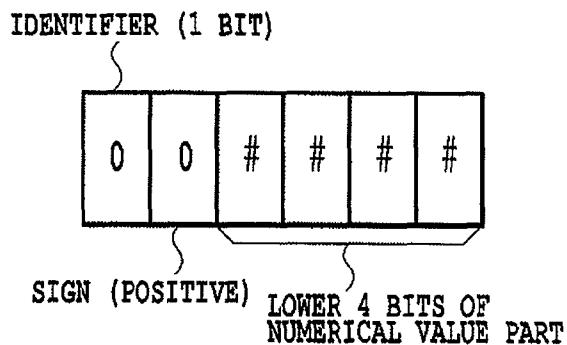 IDENTIFIER (1 BIT)
0 0 # # # #
SIGN (POSITIVE)
LOWER 4 BITS OF
NUMERICAL VALUE PART